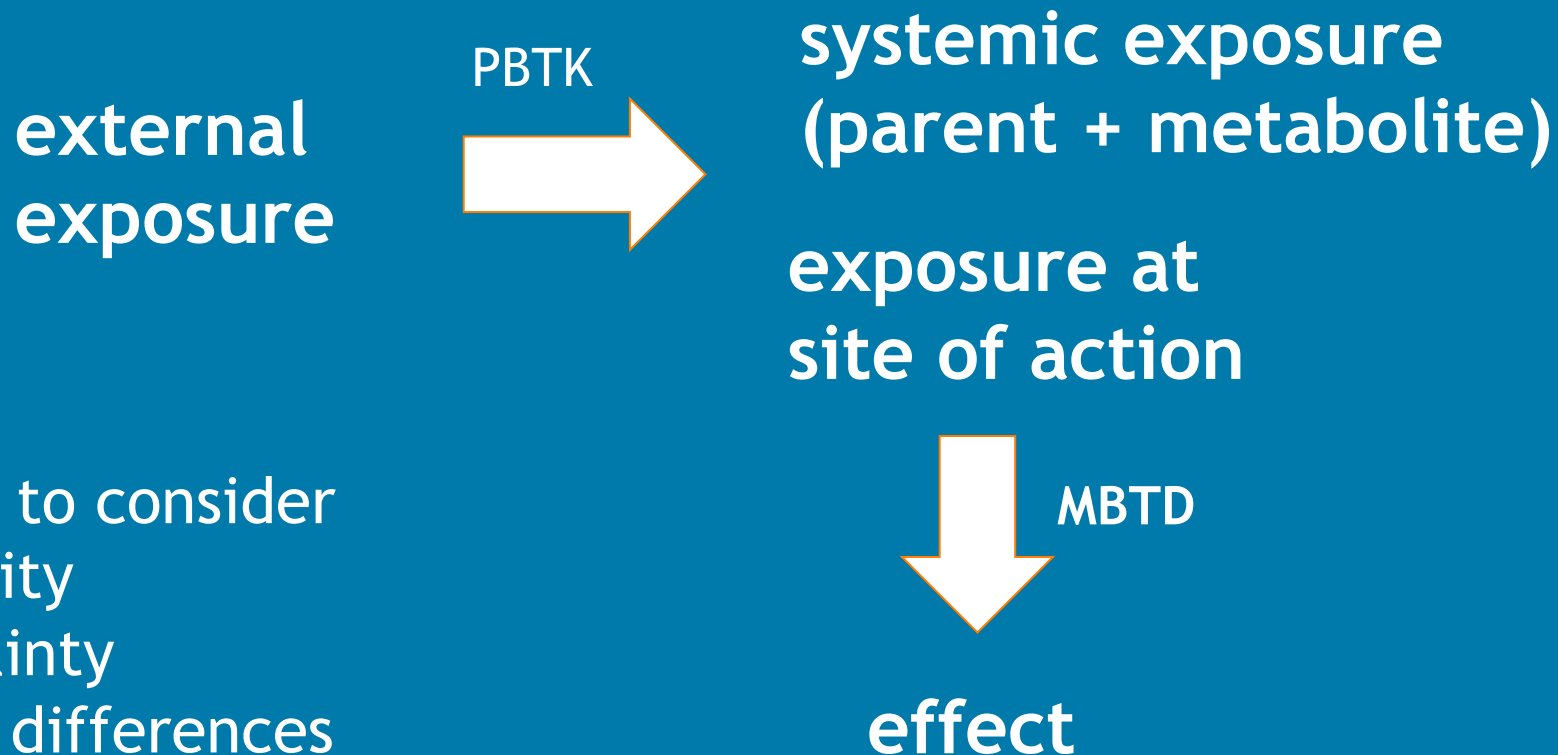 external
exposure
PBTK
systemic exposure
(parent + metabolite)
exposure at
site of action
MBTD
effect
to consider
differences